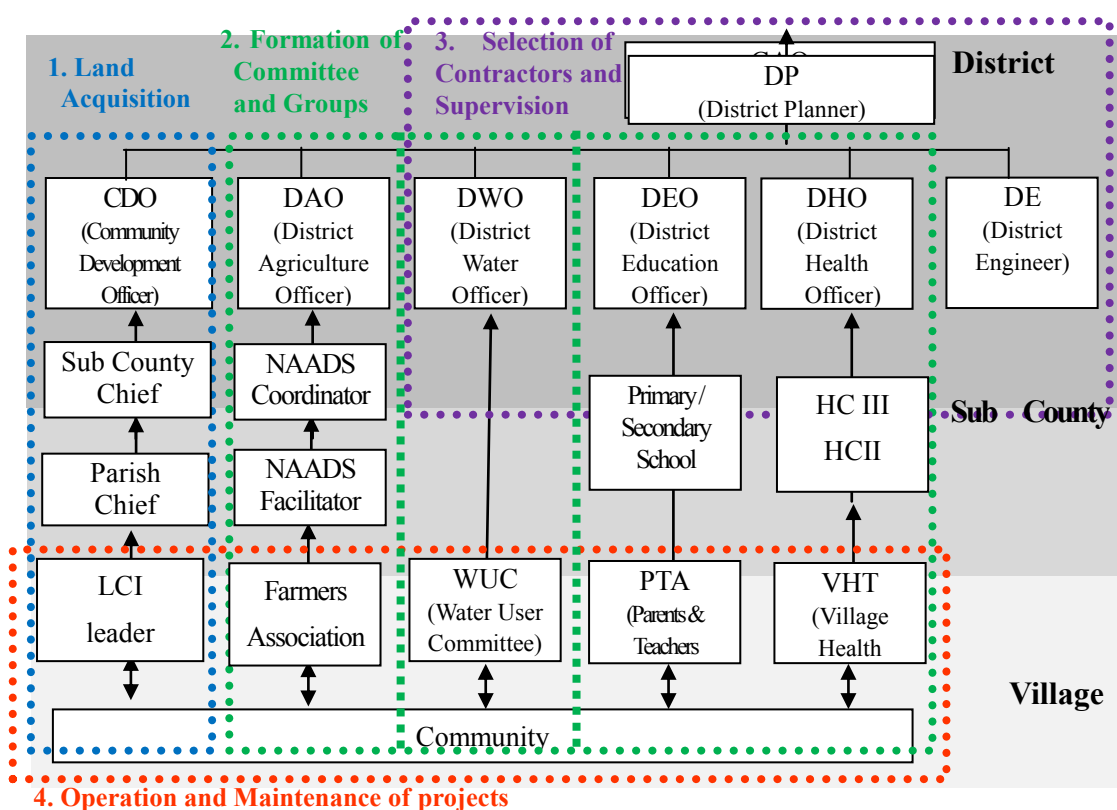 1. Land
Acquisition
2. Formation of
Committee
and Groups
3. Selection of
Contractors and
Supervision
DP
(District Planner)
District
CDO
(Community
Development
Officer)
DAO
(District
Agriculture
Officer)
DWO
(District
Water
Officer)
DEO
(District
Education
Officer)
DHO
(District
Health
Officer)
DE
(District
Engineer)
Sub County
Chief
NAADS
Coordinator
Primary /
Secondary
School
HC III
HCII
Sub County
Parish
Chief
NAADS
Facilitator
LCI
leader
Farmers
Association
WUC
(Water User
Committee)
PTA
(Parents &
Teachers
VHT
(Village
Health
Village
Community
4. Operation and Maintenance of projects